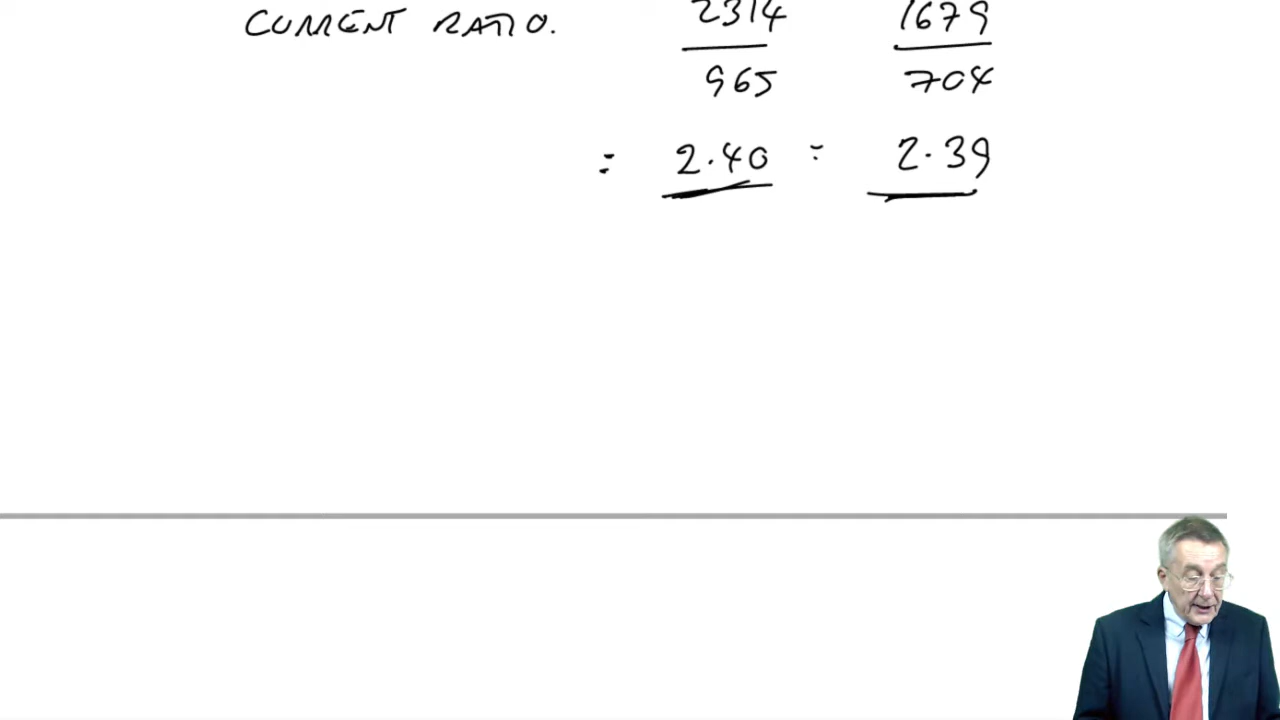 CURRENT RATIO. 2314 1679
965 704
= 2.40 = 2.39